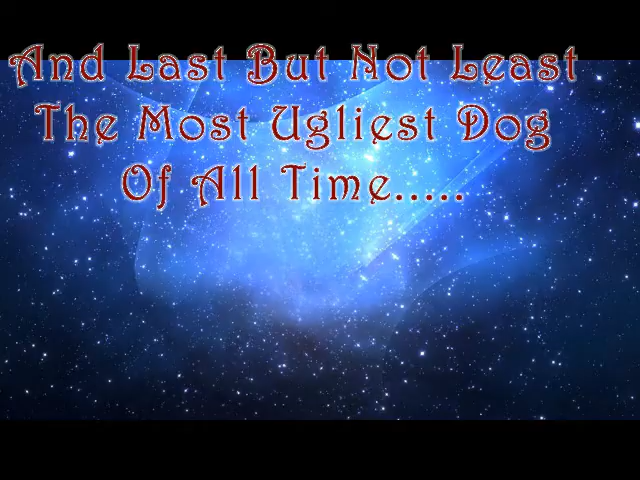 And Last But Not Least
The Most Ugliest Dog
Of All Time.....